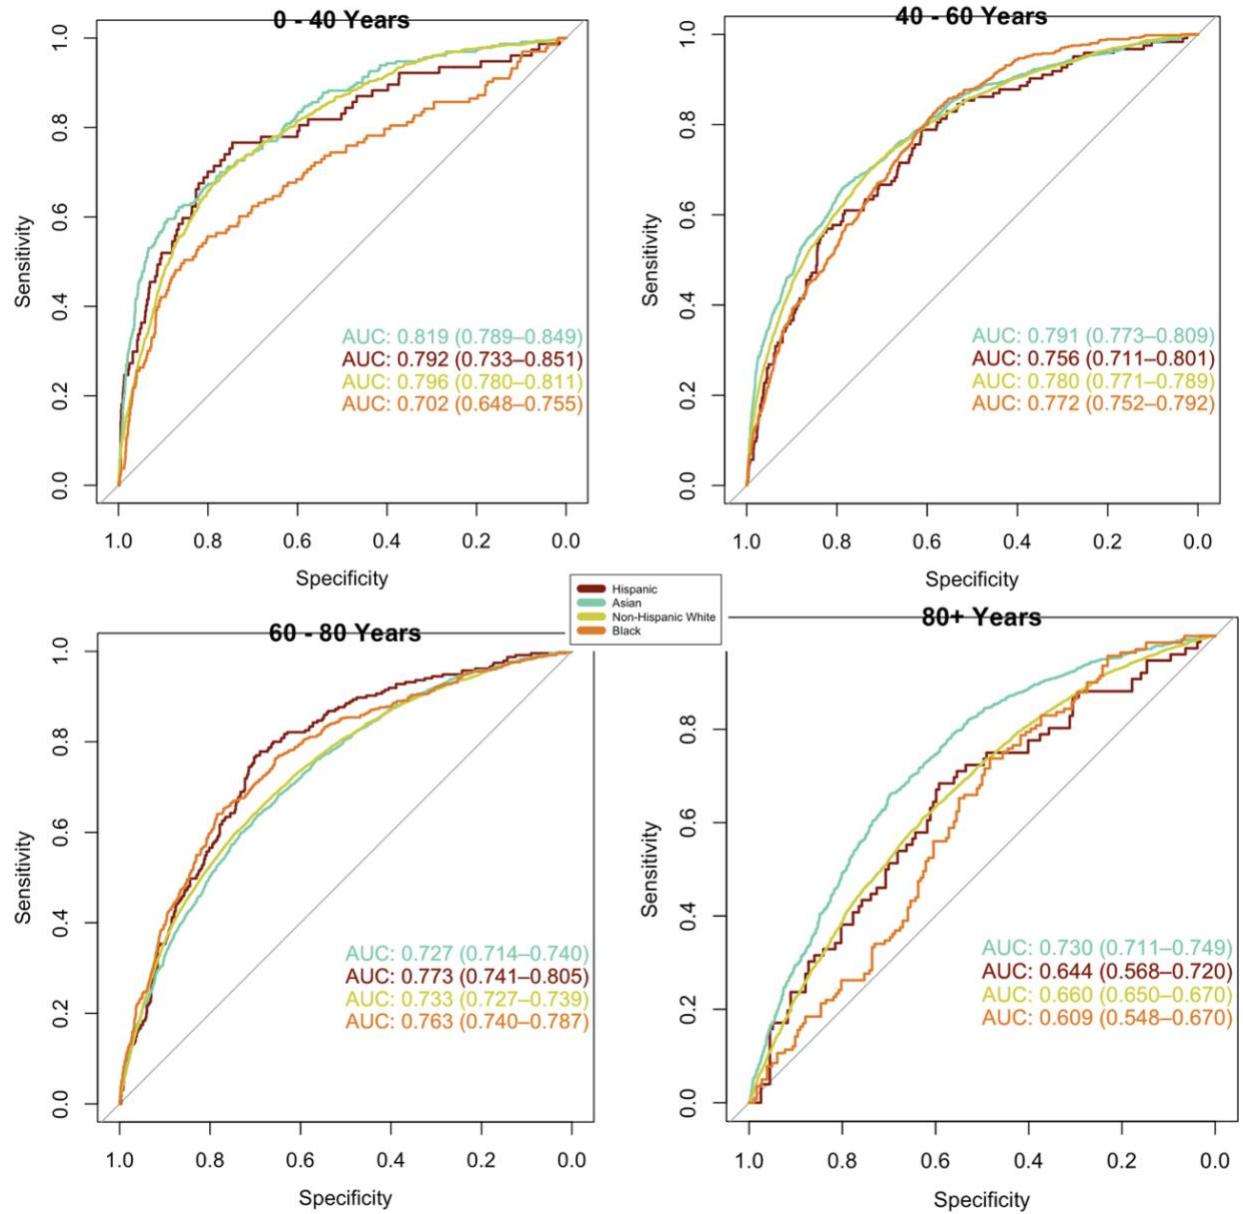 0 - 40 Years
1.0
0.8
0.6
0.4
0.2
0.0
Sensitivity
AUC: 0.819 (0.789–0.849)
AUC: 0.792 (0.733–0.851)
AUC: 0.796 (0.780–0.811)
AUC: 0.702 (0.648–0.755)
1.0 0.8 0.6 0.4 0.2 0.0
Specificity
40 - 60 Years
1.0
0.8
0.6
0.4
0.2
0.0
Sensitivity
AUC: 0.791 (0.773–0.809)
AUC: 0.756 (0.711–0.801)
AUC: 0.780 (0.771–0.789)
AUC: 0.772 (0.752–0.792)
1.0 0.8 0.6 0.4 0.2 0.0
Specificity
Hispanic
Asian
Non-Hispanic White
Black
60 - 80 Years
1.0
0.8
0.6
0.4
0.2
0.0
Sensitivity
AUC: 0.727 (0.714–0.740)
AUC: 0.773 (0.741–0.805)
AUC: 0.733 (0.727–0.739)
AUC: 0.763 (0.740–0.787)
1.0 0.8 0.6 0.4 0.2 0.0
Specificity
80+ Years
0.8
0.6
0.4
0.2
0.0
Sensitivity
AUC: 0.730 (0.711–0.749)
AUC: 0.644 (0.568–0.720)
AUC: 0.660 (0.650–0.670)
AUC: 0.609 (0.548–0.670)
1.0 0.8 0.6 0.4 0.2 0.0
Specificity